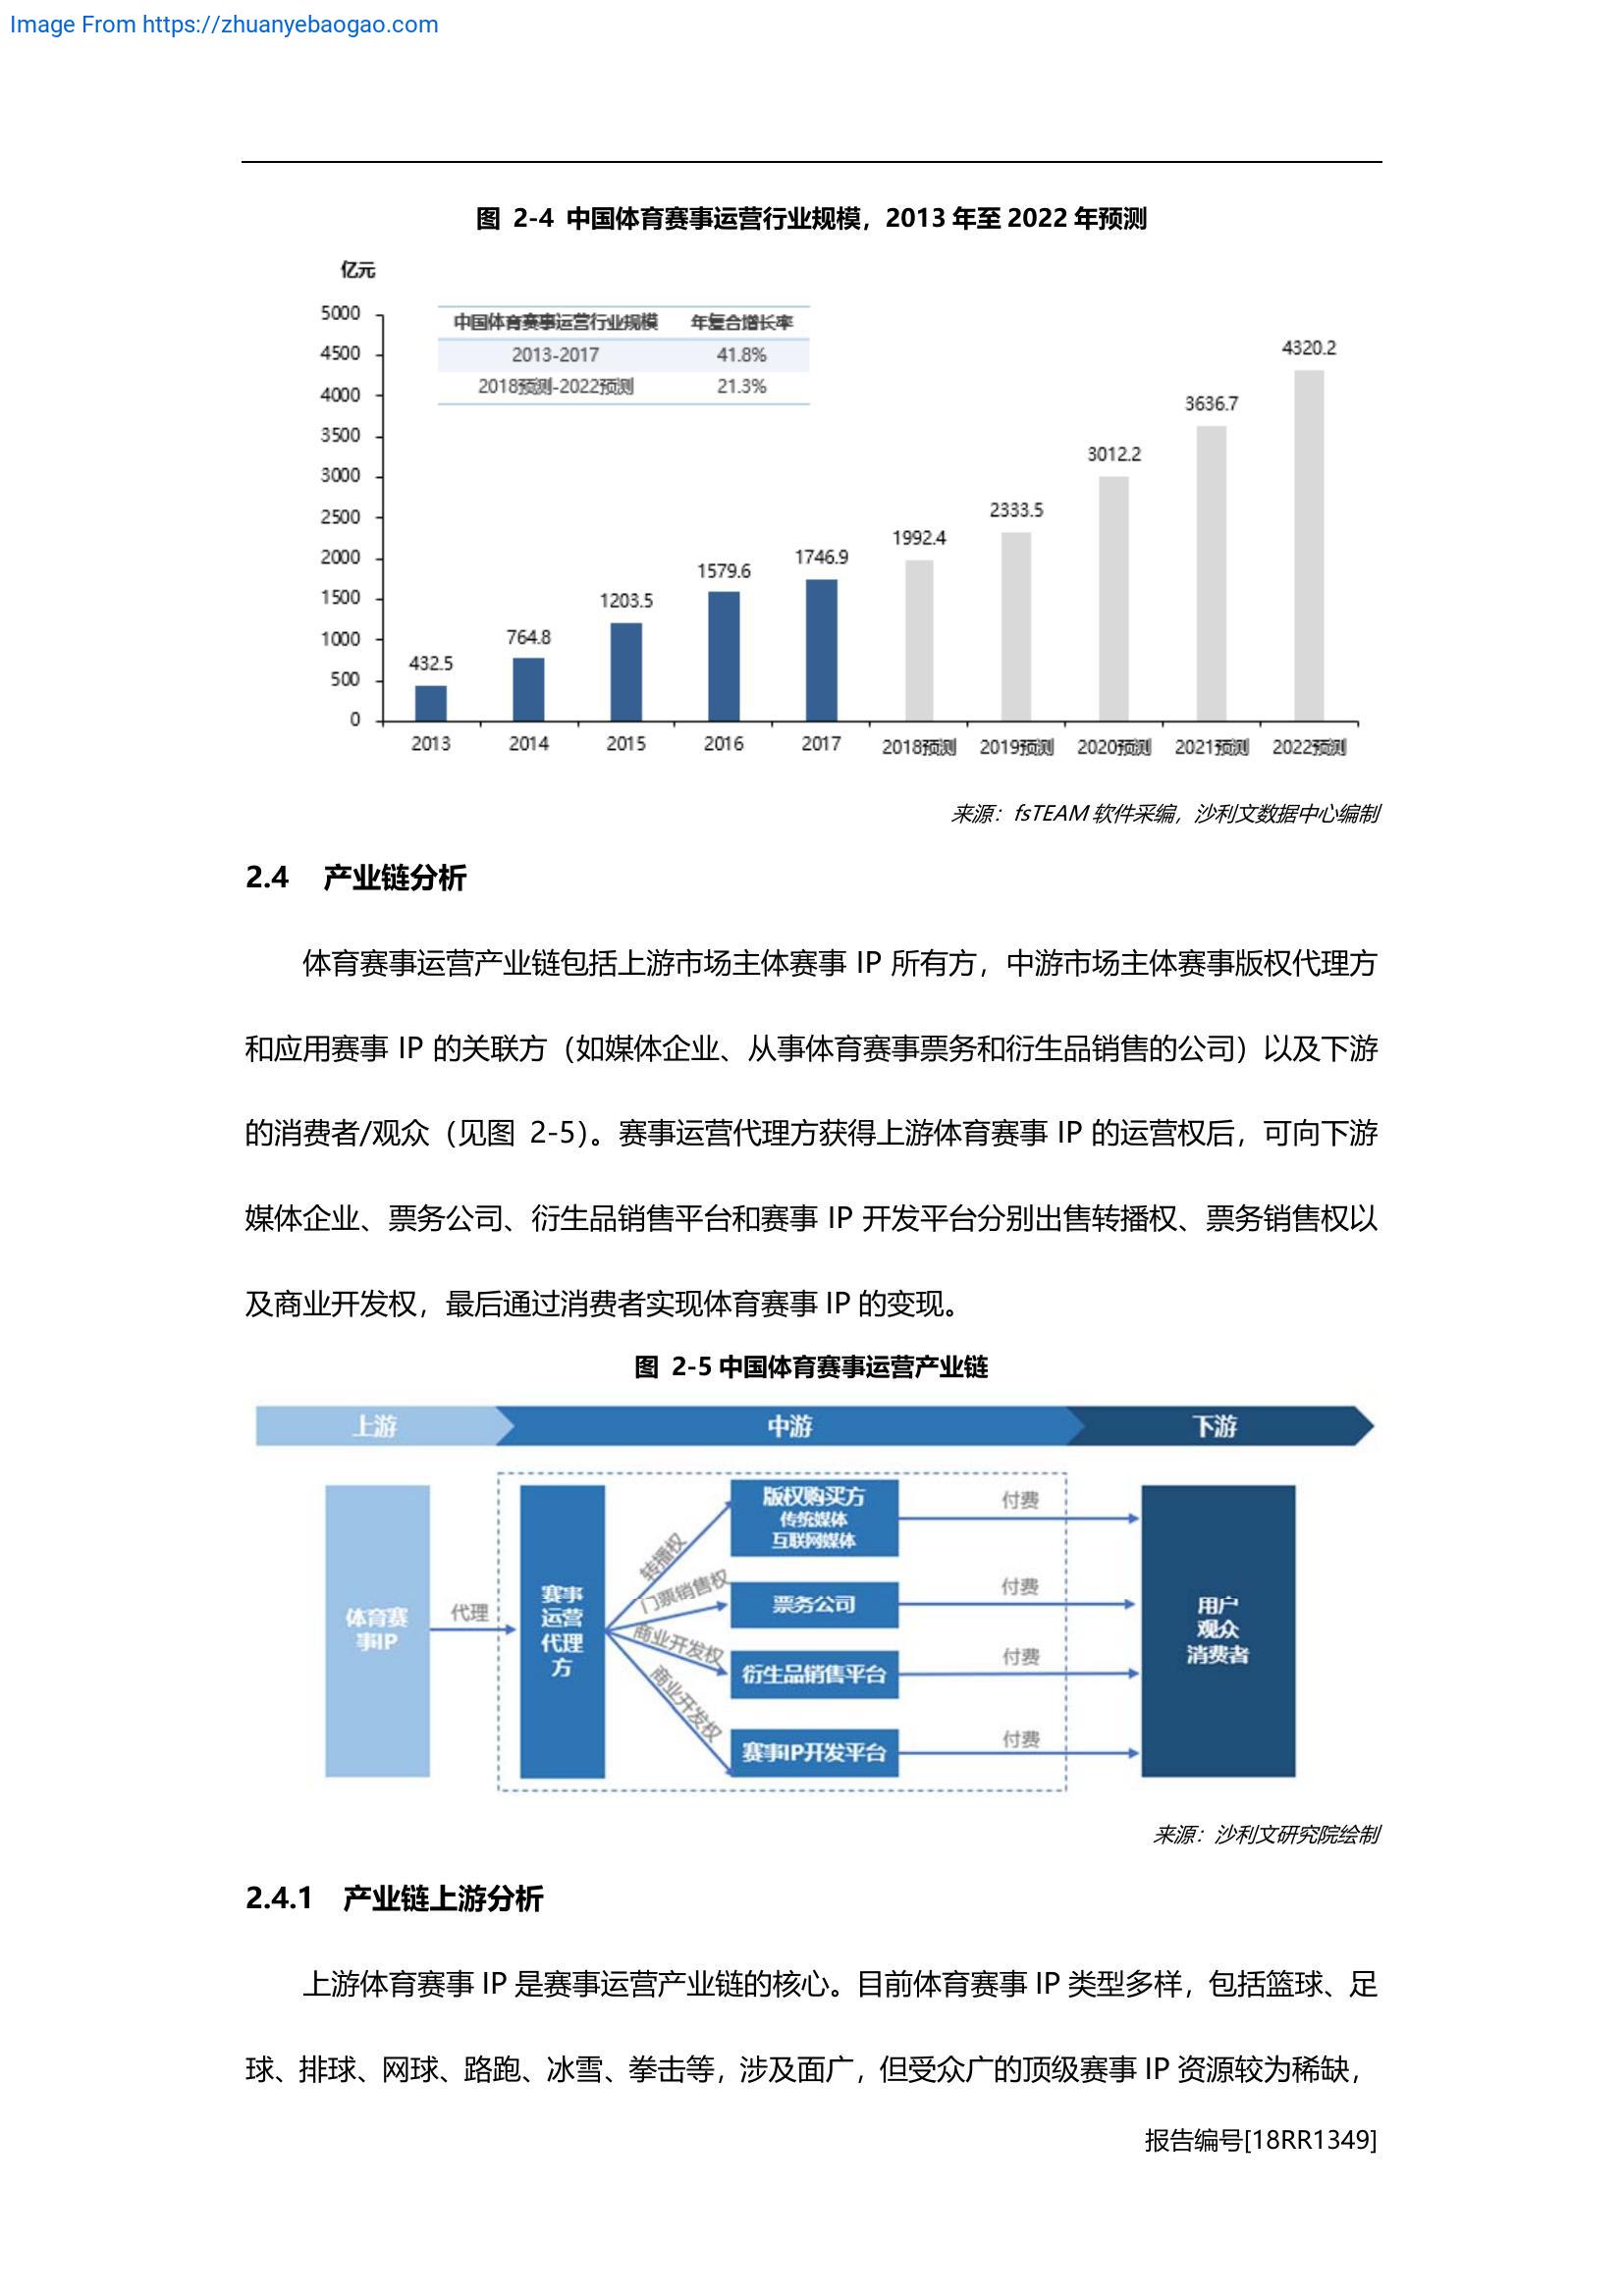 Image From https://zhuanyebaogao.com
图 2-4 中国体育赛事运营行业规模，2013 年至 2022 年预测
亿元
5000
4500
4000
3500
3000
2500
2000
1500
1000
500
0
中国体育赛事运营行业规模 年复合增长率
2013-2017 41.8%
2018预测-2022预测 21.3%
432.5
764.8
1203.5
1579.6
1746.9
1992.4
2333.5
3012.2
3636.7
4320.2
2013 2014 2015 2016 2017 2018预测 2019预测 2020预测 2021预测 2022预测
来源：fsTEAM 软件采编，沙利文数据中心编制
2.4 产业链分析
体育赛事运营产业链包括上游市场主体赛事 IP 所有方，中游市场主体赛事版权代理方
和应用赛事 IP 的关联方（如媒体企业、从事体育赛事票务和衍生品销售的公司）以及下游
的消费者/观众（见图 2-5）。赛事运营代理方获得上游体育赛事 IP 的运营权后，可向下游
媒体企业、票务公司、衍生品销售平台和赛事 IP 开发平台分别出售转播权、票务销售权以
及商业开发权，最后通过消费者实现体育赛事 IP 的变现。
图 2-5 中国体育赛事运营产业链
上游 中游 下游
体育赛
事IP
代理
赛事
运营
代理
方
转播权
门票销售权
商业开发权
商业开发权
版权购买方
传统媒体
互联网媒体
票务公司
衍生品销售平台
赛事IP开发平台
付费
付费
付费
付费
用户
观众
消费者
来源：沙利文研究院绘制
2.4.1 产业链上游分析
上游体育赛事 IP 是赛事运营产业链的核心。目前体育赛事 IP 类型多样，包括篮球、足
球、排球、网球、路跑、冰雪、拳击等，涉及面广，但受众广的顶级赛事 IP 资源较为稀缺，
报告编号[18RR1349]